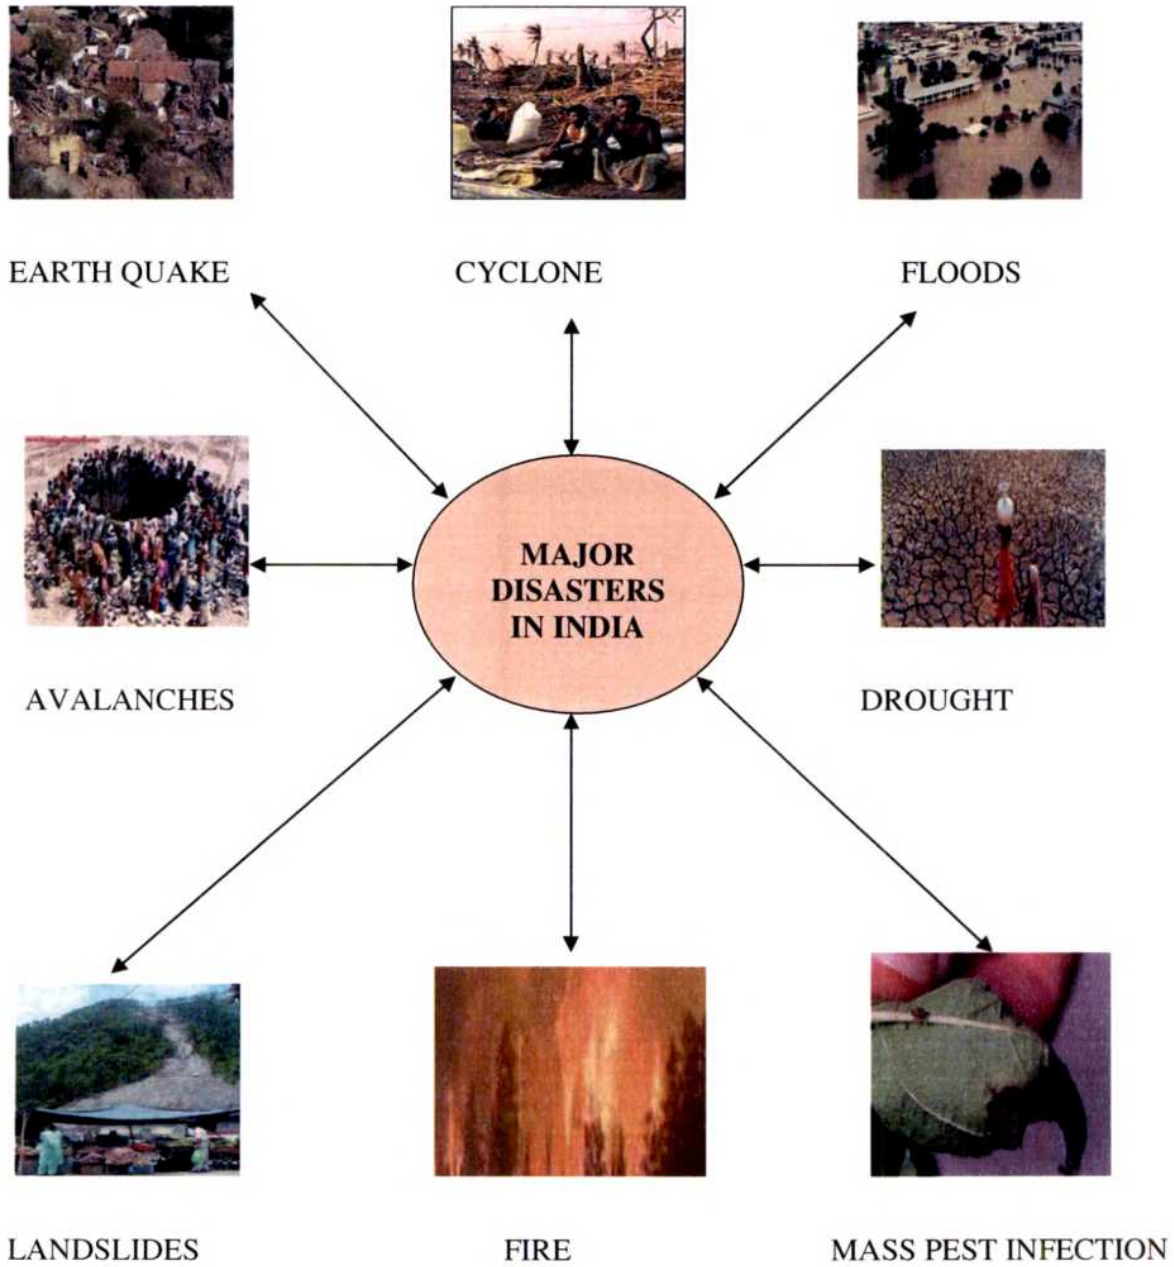 EARTH QUAKE
CYCLONE
FLOODS
MAJOR
DISASTERS
IN INDIA
AVALANCHES
DROUGHT
LANDSLIDES
FIRE
MASS PEST INFECTION